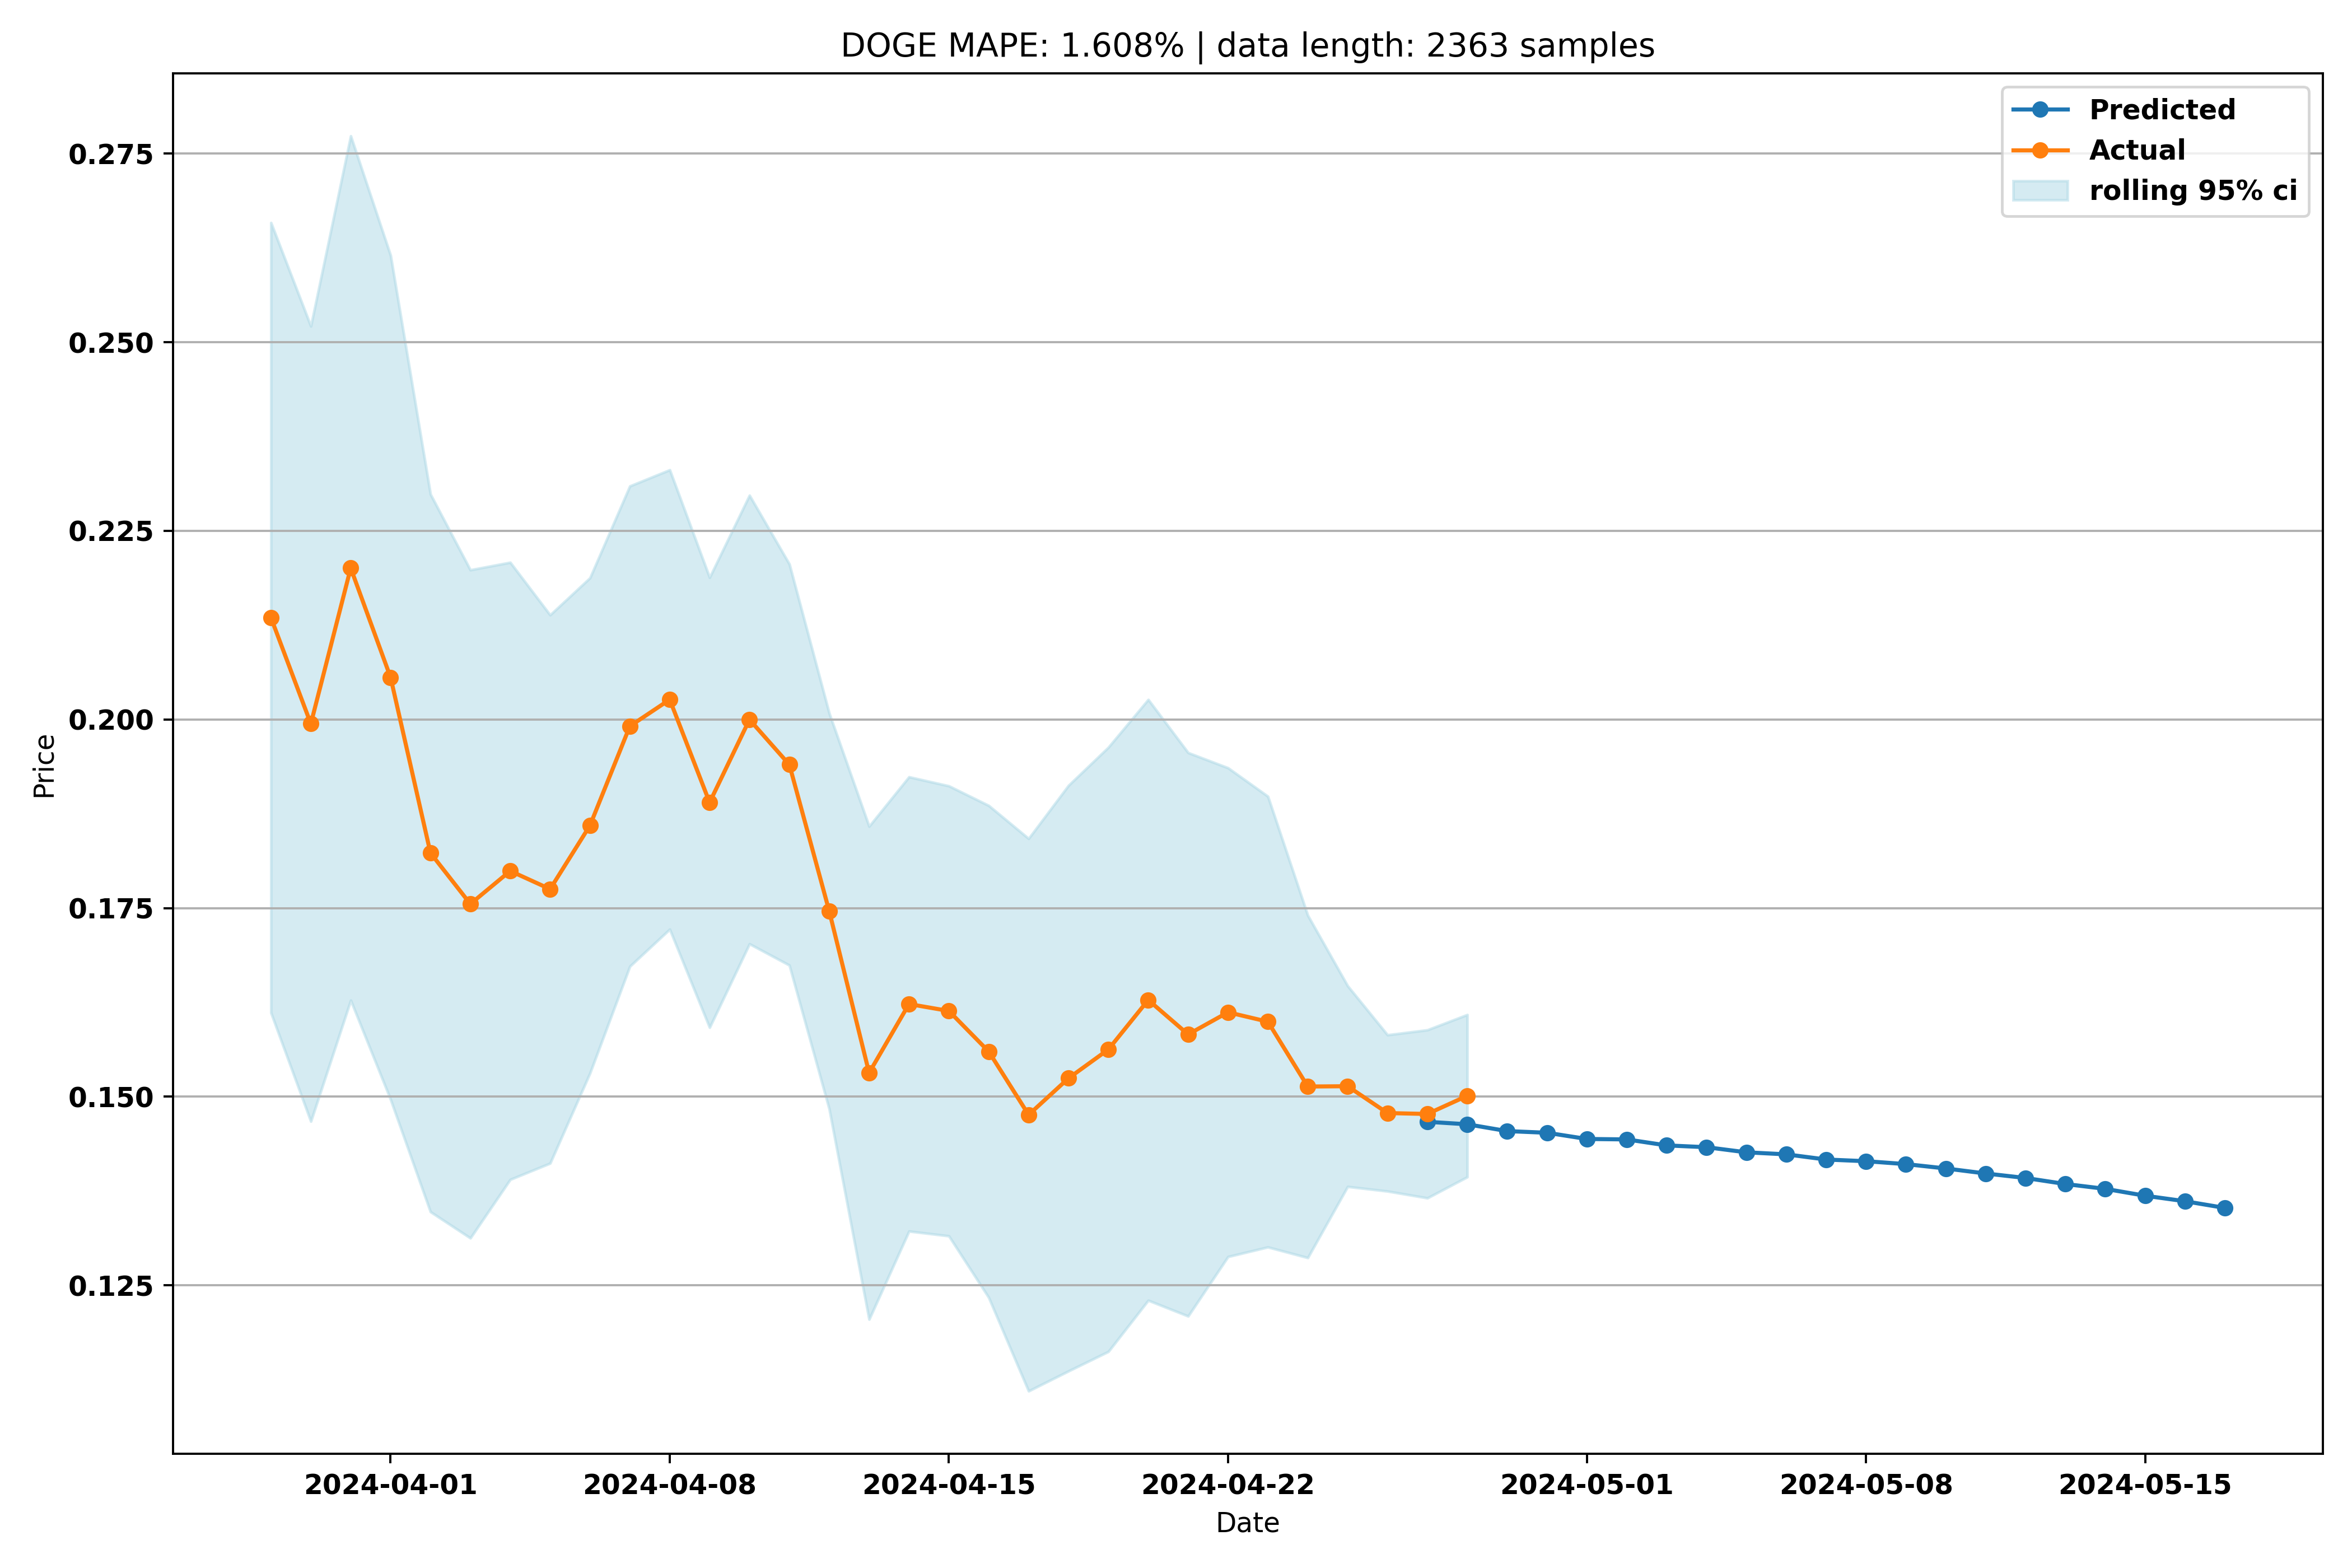 DOGE MAPE: 1.608% | data length: 2363 samples
Predicted
Actual
rolling 95% ci
0.275
0.250
0.225
0.200
0.175
0.150
0.125
Price
2024-04-01 2024-04-08 2024-04-15 2024-04-22 2024-05-01 2024-05-08 2024-05-15
Date